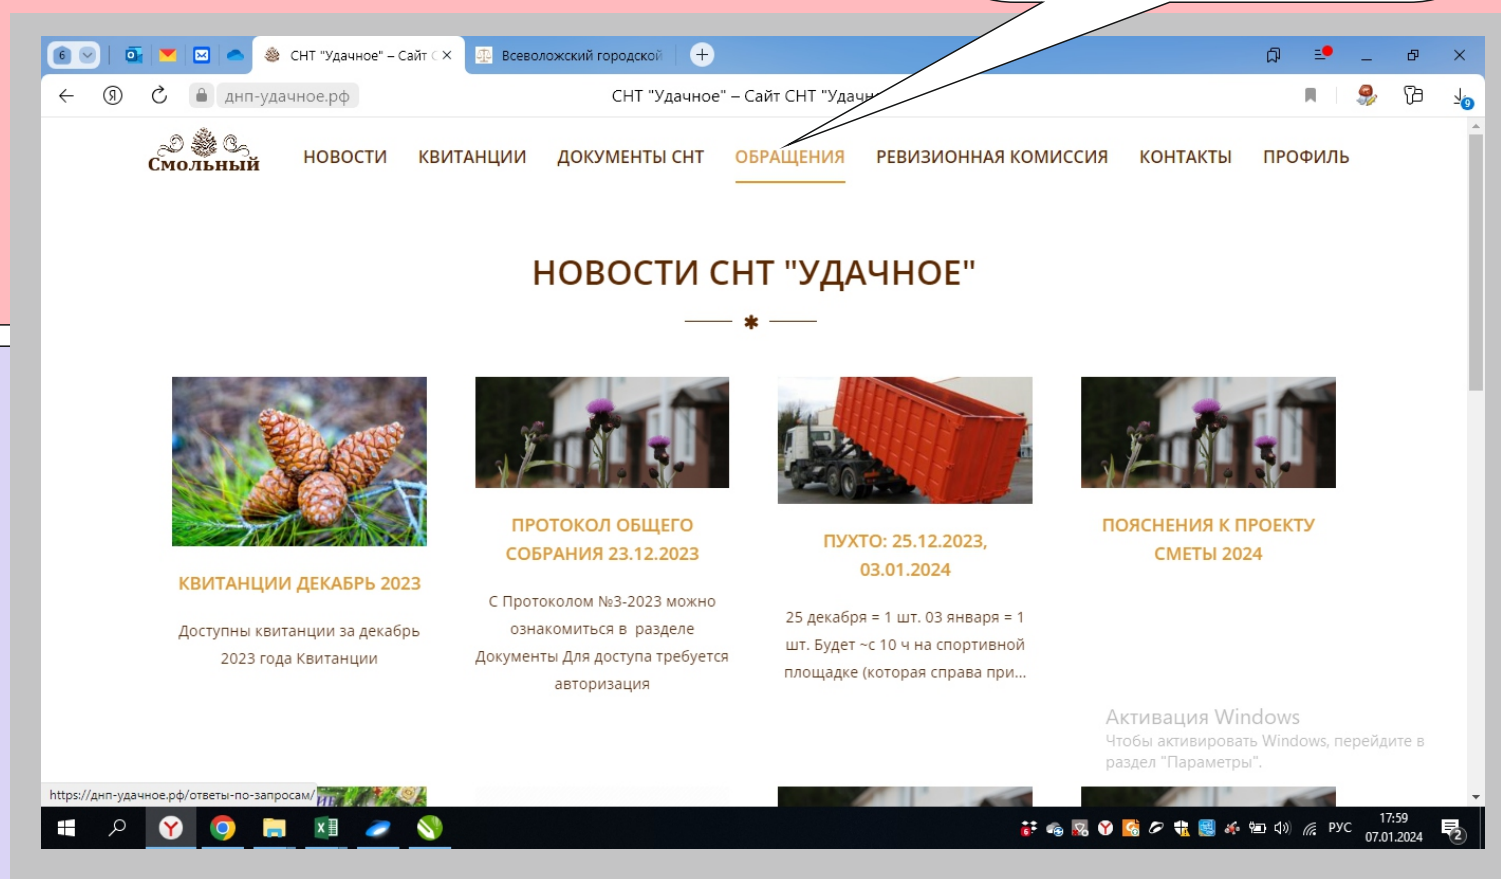 6
СНТ "Удачное" – Сайт С
Всеволожский городской
днп-удачное.рф
СНТ "Удачное" – Сайт СНТ "Удачн
9
Смольный
НОВОСТИ
КВИТАНЦИИ
ДОКУМЕНТЫ СНТ
ОБРАЩЕНИЯ
РЕВИЗИОННАЯ КОМИССИЯ
КОНТАКТЫ
ПРОФИЛЬ
НОВОСТИ СНТ "УДАЧНОЕ"
КВИТАНЦИИ ДЕКАБРЬ 2023
Доступны квитанции за декабрь
2023 года Квитанции
ПРОТОКОЛ ОБЩЕГО
СОБРАНИЯ 23.12.2023
С Протоколом №3-2023 можно
ознакомиться в разделе
Документы Для доступа требуется
авторизация
ПУХТО: 25.12.2023,
03.01.2024
25 декабря = 1 шт. 03 января = 1
шт. Будет ~с 10 ч на спортивной
площадке (которая справа при...
ПОЯСНЕНИЯ К ПРОЕКТУ
СМЕТЫ 2024
Активация Windows
Чтобы активировать Windows, перейдите в
раздел "Параметры".
https://днп-удачное.рф/ответы-по-запросам/
РУС
17:59
07.01.2024
2